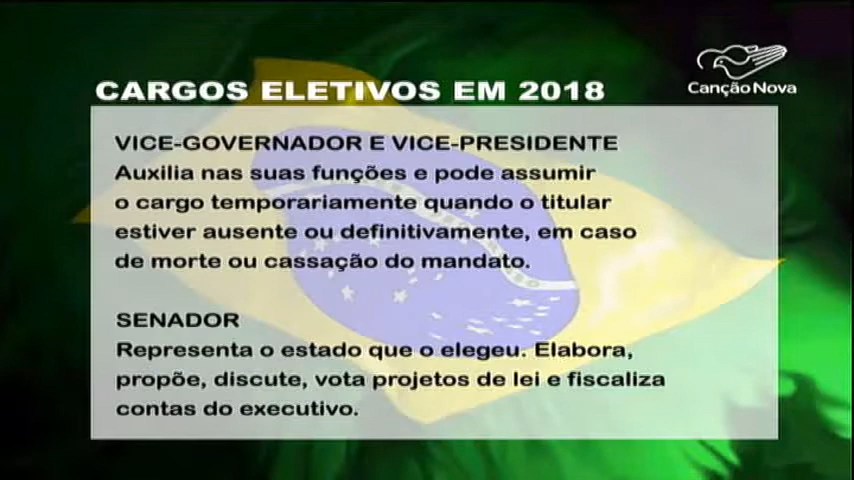 CARGOS ELETIVOS EM 2018
Canção Nova
VICE-GOVERNADOR E VICE-PRESIDENTE
Auxilia nas suas funções e pode assumir
o cargo temporariamente quando o titular
estiver ausente ou definitivamente, em caso
de morte ou cassação do mandato.
SENADOR
Representa o estado que o elegeu. Elabora,
propõe, discute, vota projetos de lei e fiscaliza
contas do executivo.